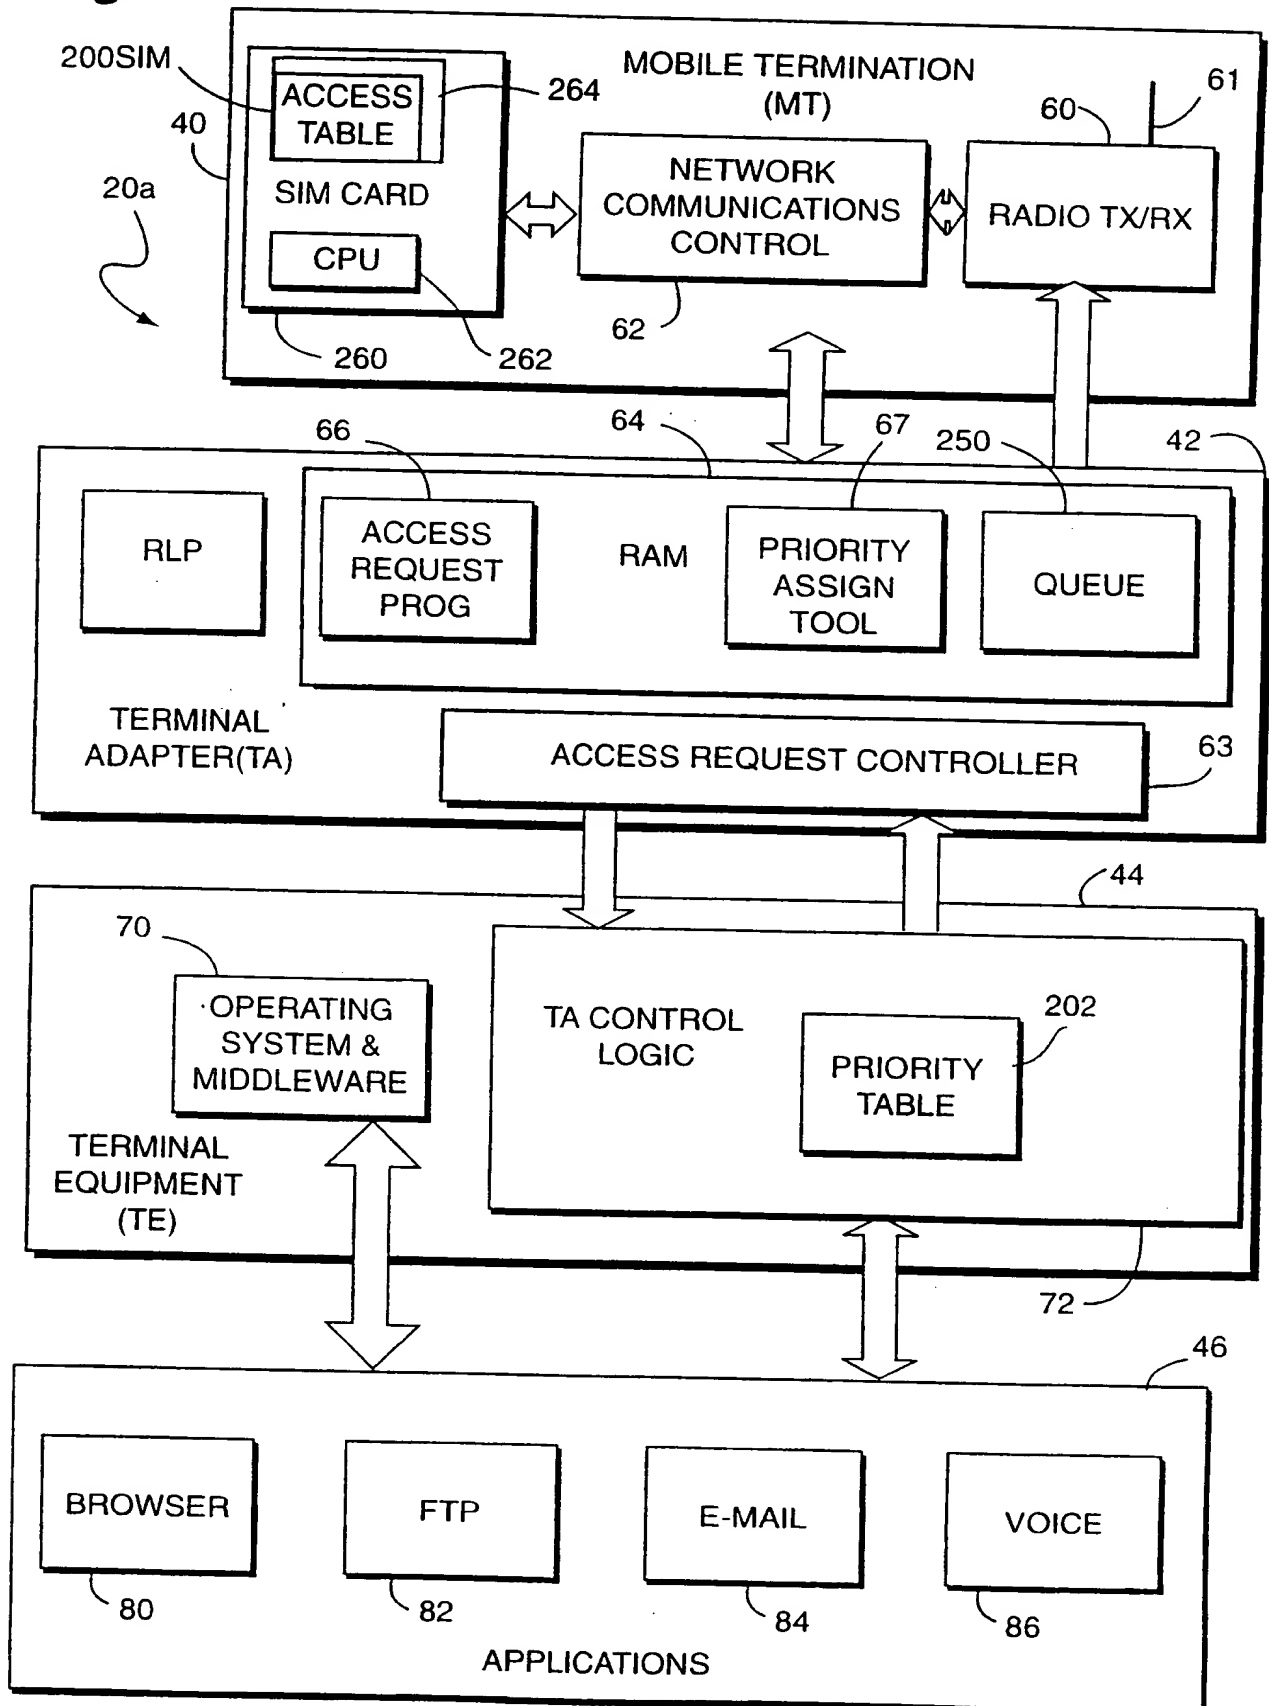 200SIM
ACCESS
TABLE
264
MOBILE TERMINATION
(MT)
61
60
40
20a
SIM CARD
CPU
NETWORK
COMMUNICATIONS
CONTROL
RADIO TX/RX
62
260
262
66
64
67
250
42
RLP
ACCESS
REQUEST
PROG
RAM
PRIORITY
ASSIGN
TOOL
QUEUE
TERMINAL
ADAPTER(TA)
ACCESS REQUEST CONTROLLER
63
44
70
OPERATING
SYSTEM &
MIDDLEWARE
TA CONTROL
LOGIC
202
PRIORITY
TABLE
TERMINAL
EQUIPMENT
(TE)
72
46
BROWSER
FTP
E-MAIL
VOICE
80
82
84
86
APPLICATIONS